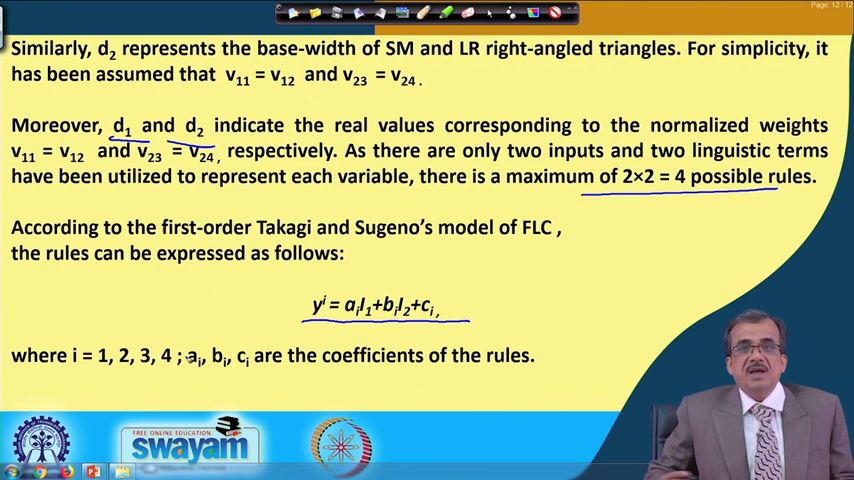 Page: 12 / 12
Similarly, d2 represents the base-width of SM and LR right-angled triangles. For simplicity, it
has been assumed that v11 = v12 and v23 = v24 .
Moreover, d1 and d2 indicate the real values corresponding to the normalized weights
v11 = v12 and v23 = v24, respectively. As there are only two inputs and two linguistic terms
have been utilized to represent each variable, there is a maximum of 2×2 = 4 possible rules.
According to the first-order Takagi and Sugeno's model of FLC ,
the rules can be expressed as follows:
yi = aiI1+biI2+ci,
where i = 1, 2, 3, 4 ; ai, bi, ci are the coefficients of the rules.
FREE ONLINE EDUCATION
swayam